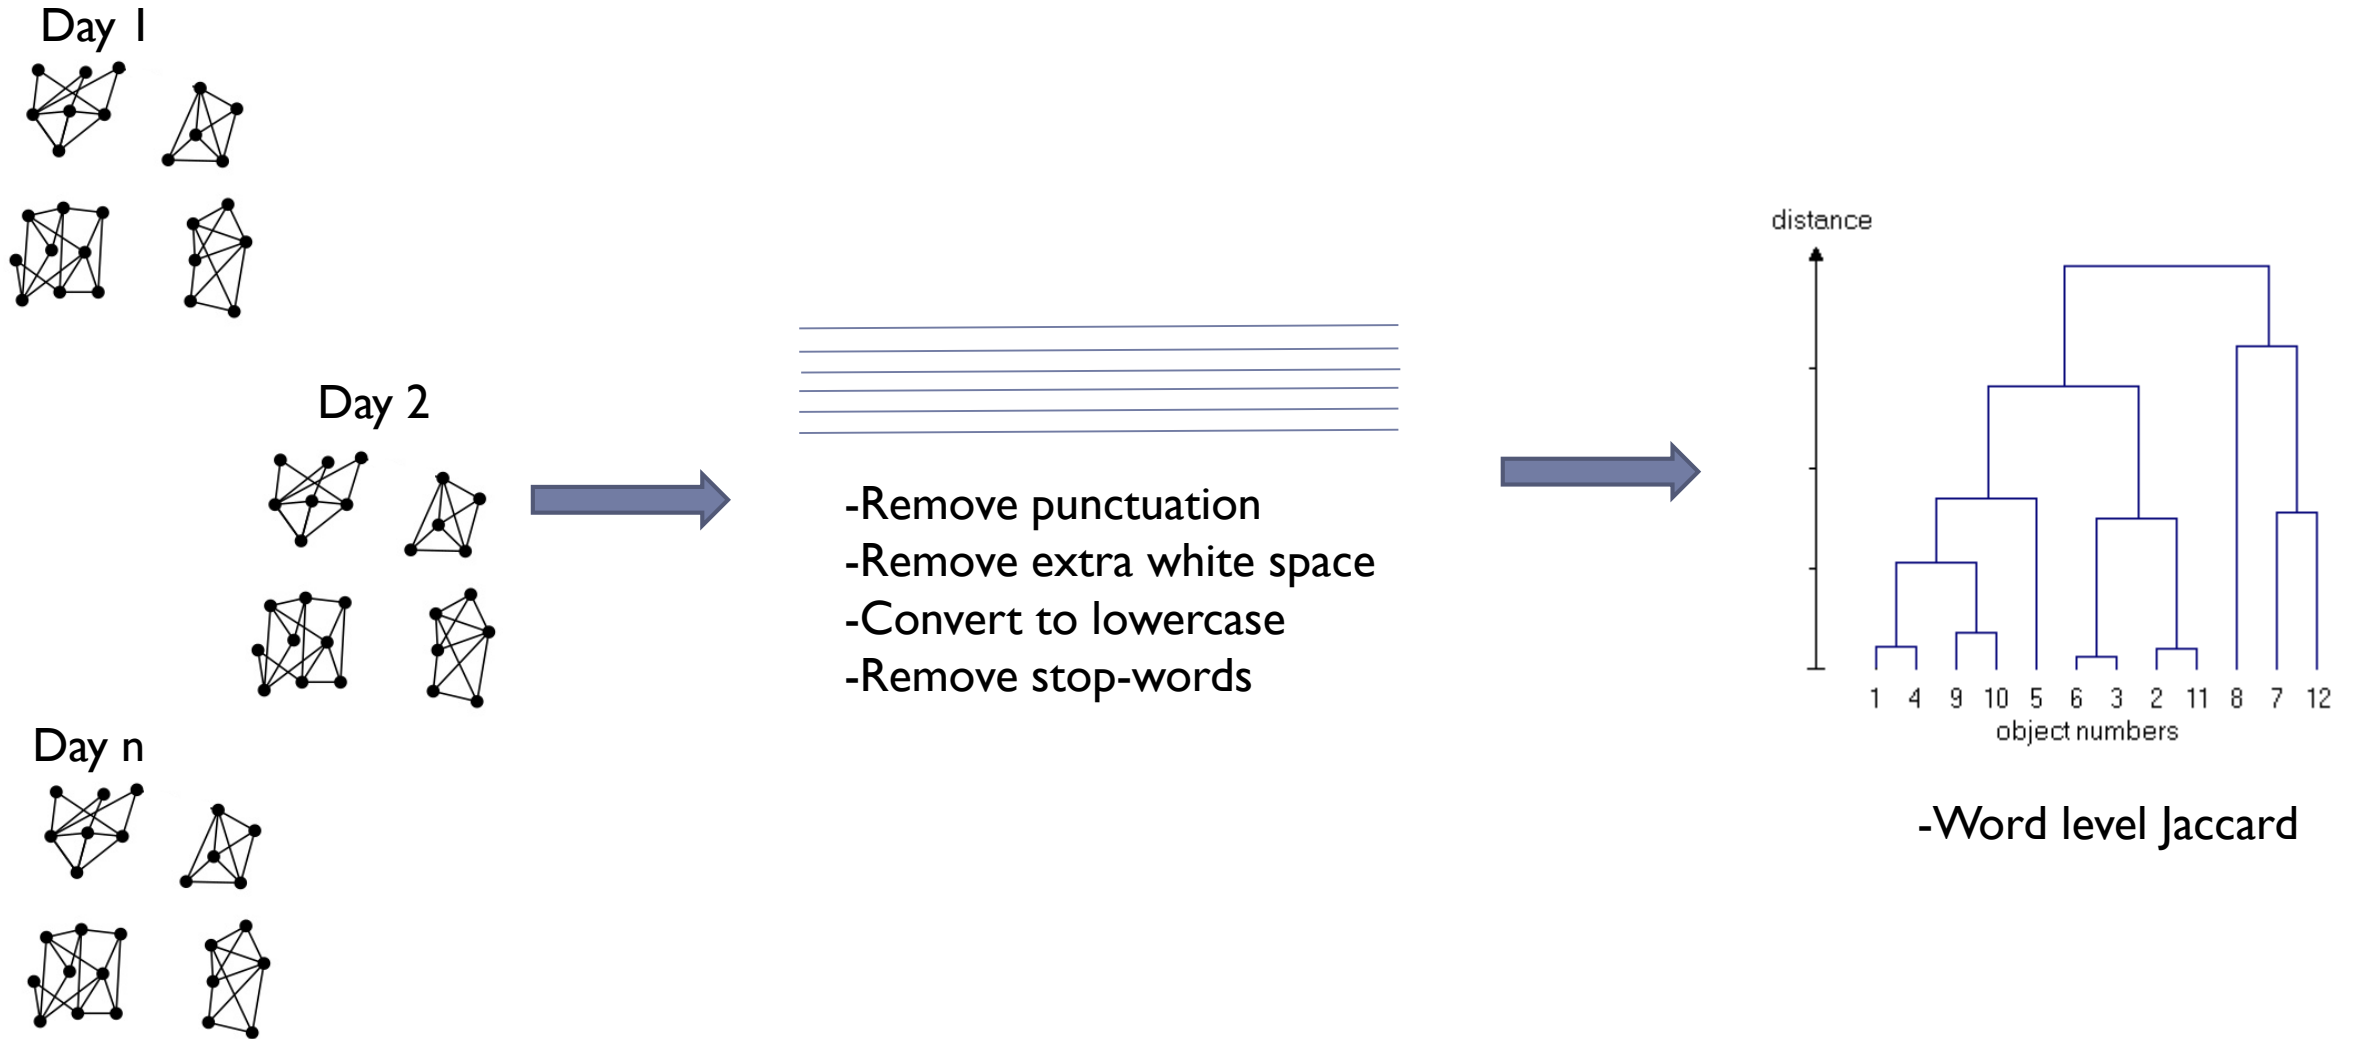 Day 1
Day 2
Day n
-Remove punctuation
-Remove extra white space
-Convert to lowercase
-Remove stop-words
distance
1 4 9 10 5 6 3 2 11 8 7 12
object numbers
-Word level Jaccard